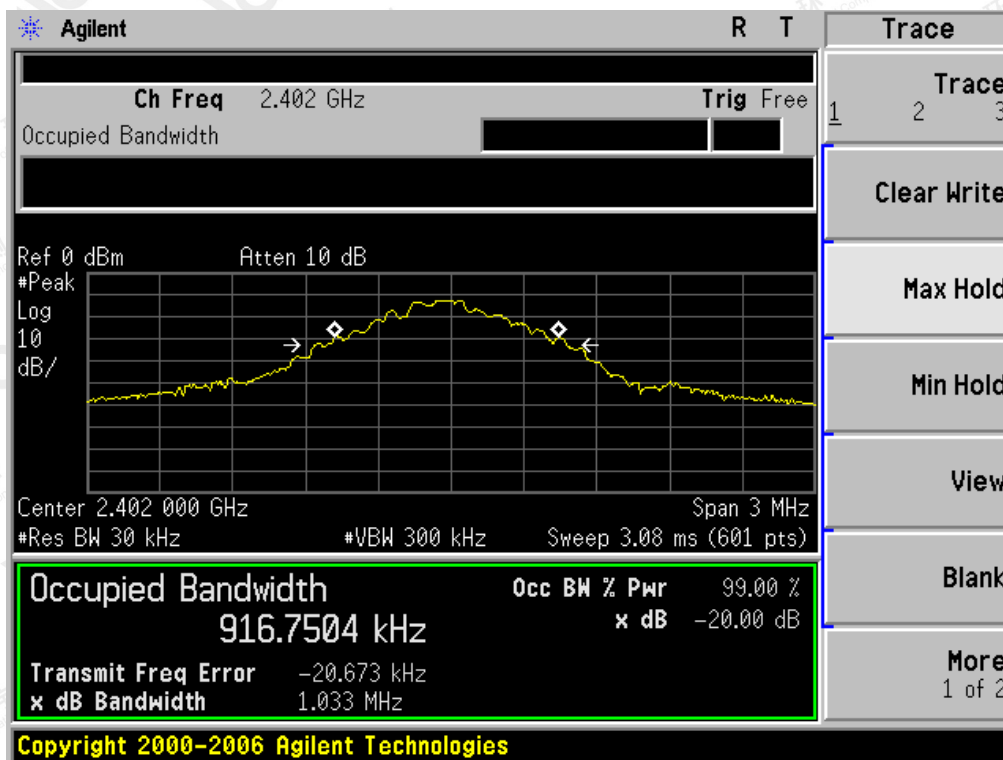 Agilent R T Trace
Ch Freq 2.402 GHz Trig Free
Occupied Bandwidth
Trace
1 2 3
Clear Write
Max Hold
Min Hold
View
Blank
More
1 of 2
Ref 0 dBm Atten 10 dB
#Peak
Log
10
dB/
Center 2.402 000 GHz Span 3 MHz
#Res BW 30 kHz #VBW 300 kHz Sweep 3.08 ms (601 pts)
Occupied Bandwidth Occ BW % Pwr 99.00 %
916.7504 kHz x dB -20.00 dB
Transmit Freq Error -20.673 kHz
x dB Bandwidth 1.033 MHz
Copyright 2000-2006 Agilent Technologies